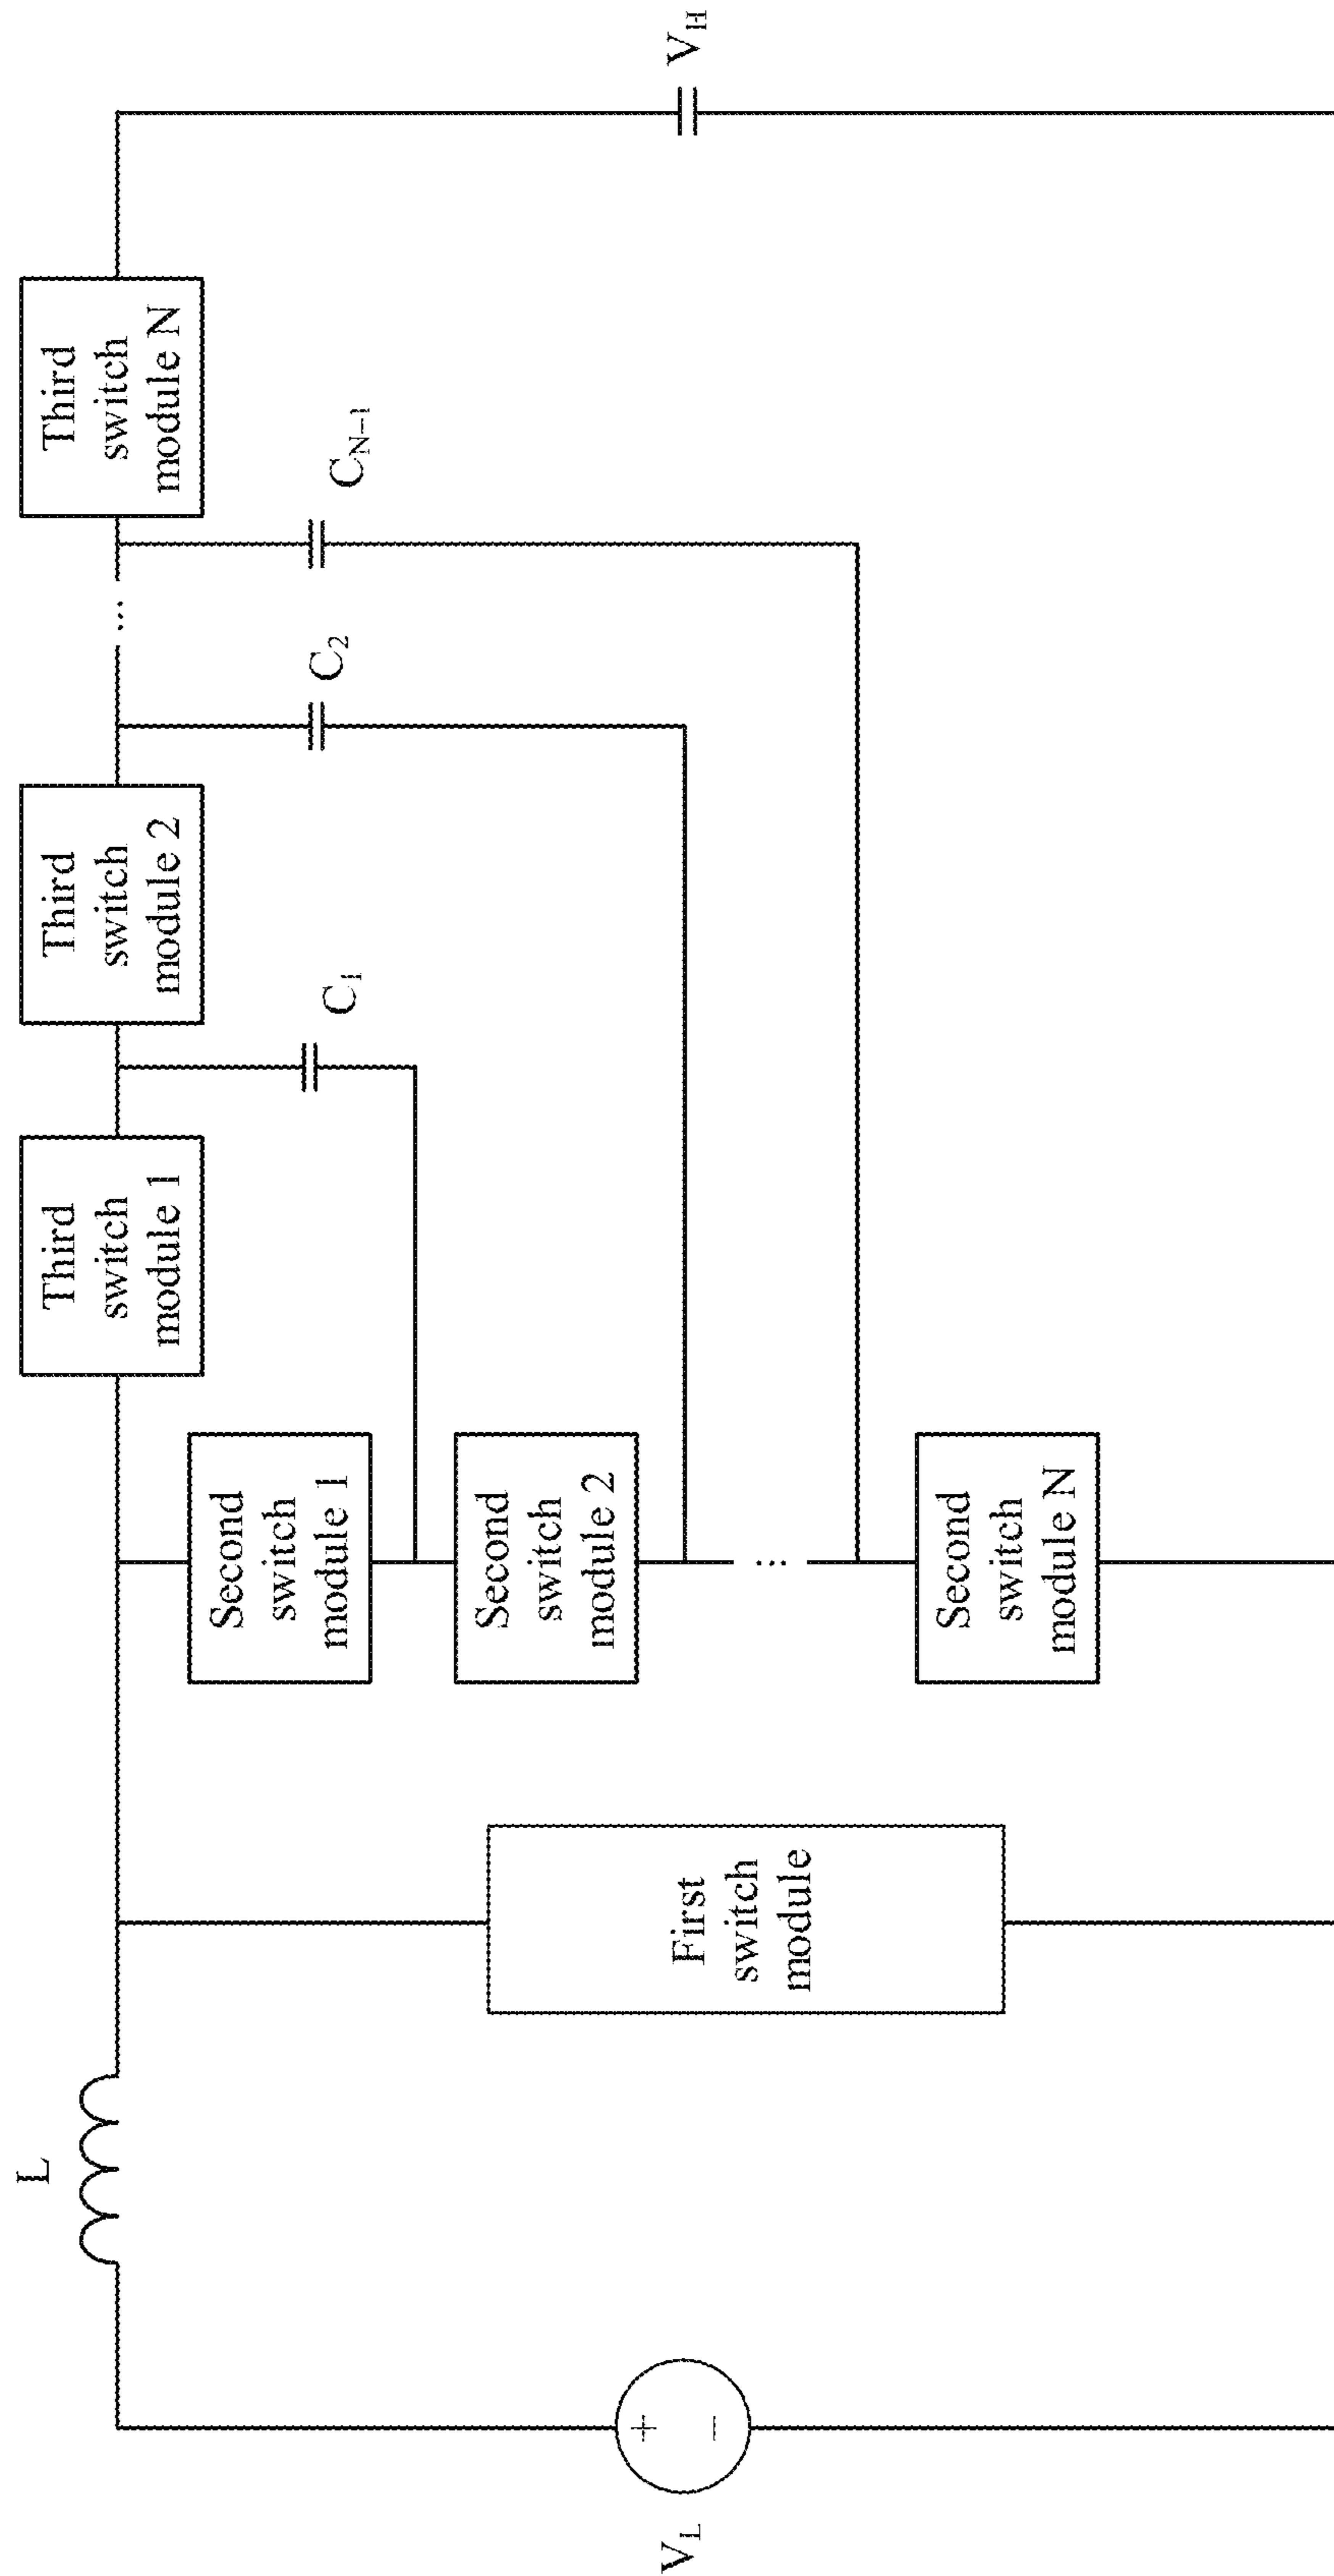 L
V_L
+
−
First
switch
module
Second
switch
module 1
Second
switch
module 2
⋮
Second
switch
module N
Third
switch
module 1
C_1
Third
switch
module 2
C_2
...
C_{N−1}
Third
switch
module N
V_H